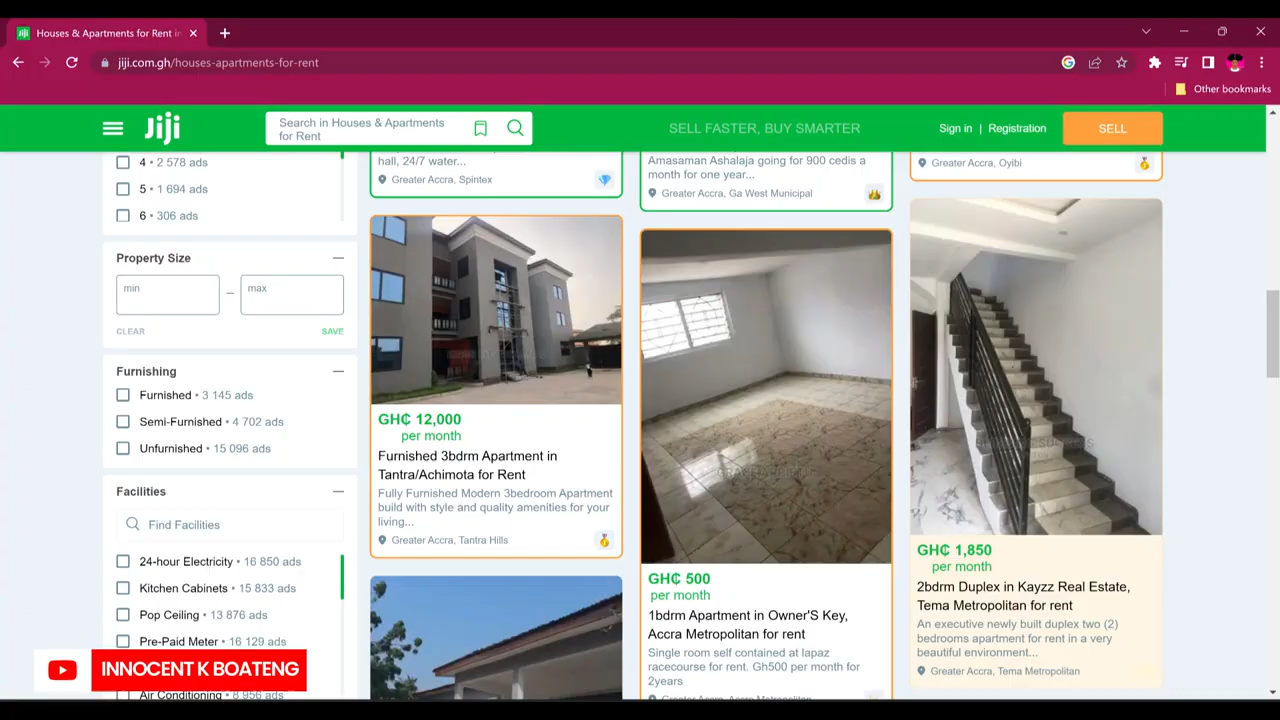 Jiji
Houses & Apartments for Rent in
jiji.com.gh/houses-apartments-for-rent
Other bookmarks
Jiji
Search in Houses & Apartments
for Rent
SELL FASTER, BUY SMARTER
Sign in | Registration
SELL
4 • 2 578 ads
5 • 1 694 ads
6 • 306 ads
Property Size
min
–
max
CLEAR
SAVE
Furnishing
Furnished • 3 145 ads
Semi-Furnished • 4 702 ads
Unfurnished • 15 096 ads
Facilities
Find Facilities
24-hour Electricity • 16 850 ads
Kitchen Cabinets • 15 833 ads
Pop Ceiling • 13 876 ads
Pre-Paid Meter • 16 129 ads
Air Conditioning • 8 956 ads
INNOCENT K BOATENG
hall, 24/7 water...
Greater Accra, Spintex
GH₵ 12,000
per month
Furnished 3bdrm Apartment in
Tantra/Achimota for Rent
Fully Furnished Modern 3bedroom Apartment
build with style and quality amenities for your
living...
Greater Accra, Tantra Hills
Amasaman Ashalaja going for 900 cedis a
month for one year...
Greater Accra, Ga West Municipal
GH₵ 500
per month
1bdrm Apartment in Owner'S Key,
Accra Metropolitan for rent
Single room self contained at lapaz
racecourse for rent. Gh500 per month for
2years
Greater Accra, Accra Metropolitan
Greater Accra, Oyibi
GH₵ 1,850
per month
2bdrm Duplex in Kayzz Real Estate,
Tema Metropolitan for rent
An executive newly built duplex two (2)
bedrooms apartment for rent in a very
beautiful environment...
Greater Accra, Tema Metropolitan